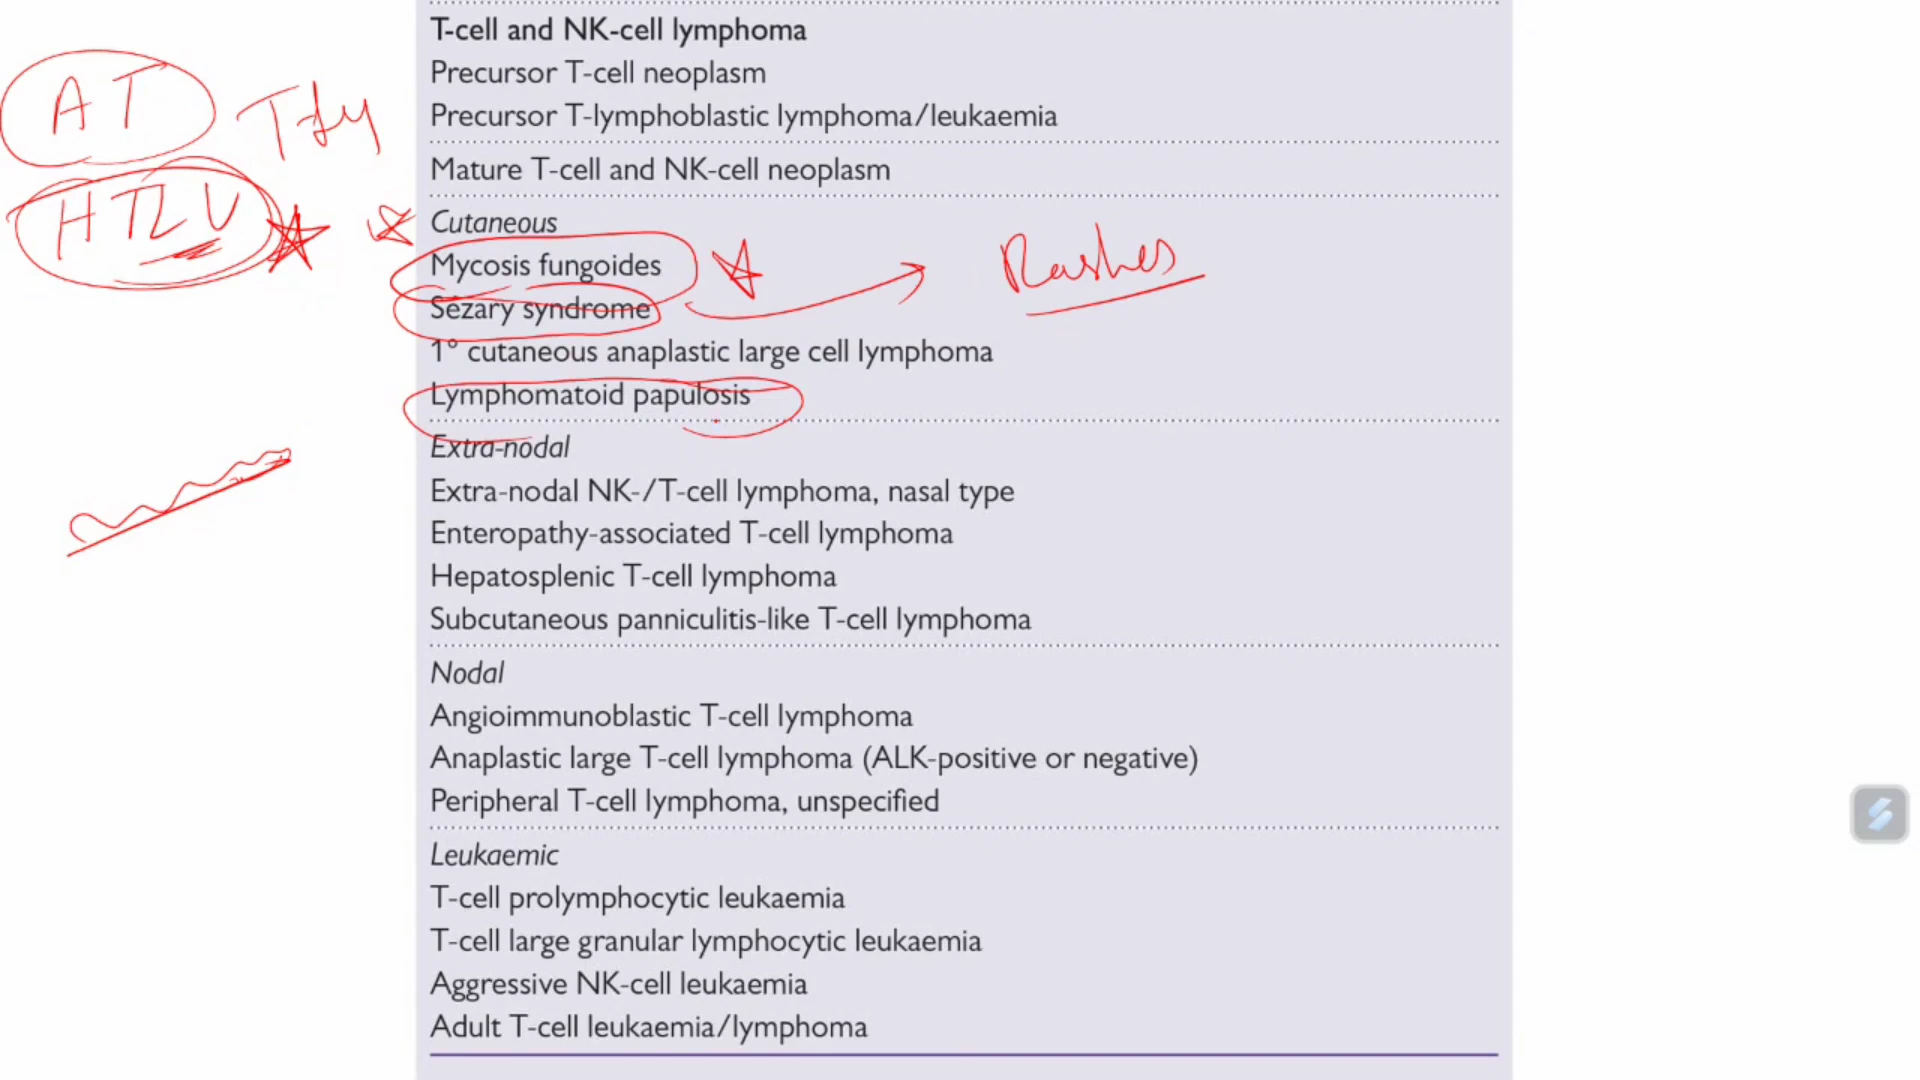 T-cell and NK-cell lymphoma
Precursor T-cell neoplasm
A T
Precursor T-lymphoblastic lymphoma/leukaemia
Mature T-cell and NK-cell neoplasm
HTLV
Cutaneous
Mycosis fungoides
Rashes
Sezary syndrome
1° cutaneous anaplastic large cell lymphoma
Lymphomatoid papulosis
Extra-nodal
Extra-nodal NK-/T-cell lymphoma, nasal type
Enteropathy-associated T-cell lymphoma
Hepatosplenic T-cell lymphoma
Subcutaneous panniculitis-like T-cell lymphoma
Nodal
Angioimmunoblastic T-cell lymphoma
Anaplastic large T-cell lymphoma (ALK-positive or negative)
Peripheral T-cell lymphoma, unspecified
Leukaemic
T-cell prolymphocytic leukaemia
T-cell large granular lymphocytic leukaemia
Aggressive NK-cell leukaemia
Adult T-cell leukaemia/lymphoma